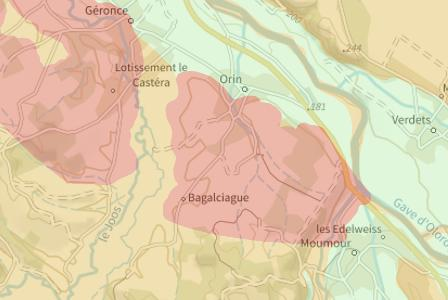 Géronce
.244
Lotissement le
Castéra
Orin
.181
Verdets
Bagalciague
le Joos
les Edelweiss
Moumour
Gave d'Olor